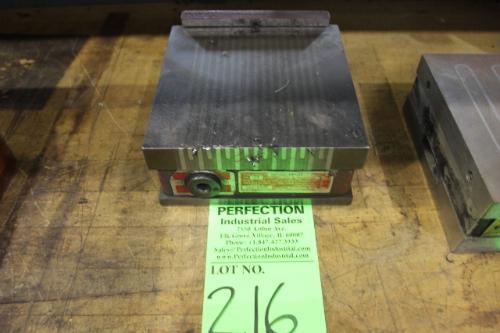 PERFECTION
Industrial Sales
2550 Arthur Ave.
Elk Grove Village, IL 60007
Phone: +1.847.427.3333
Sales@PerfectionIndustrial.com
www.PerfectionIndustrial.com
LOT NO.
216